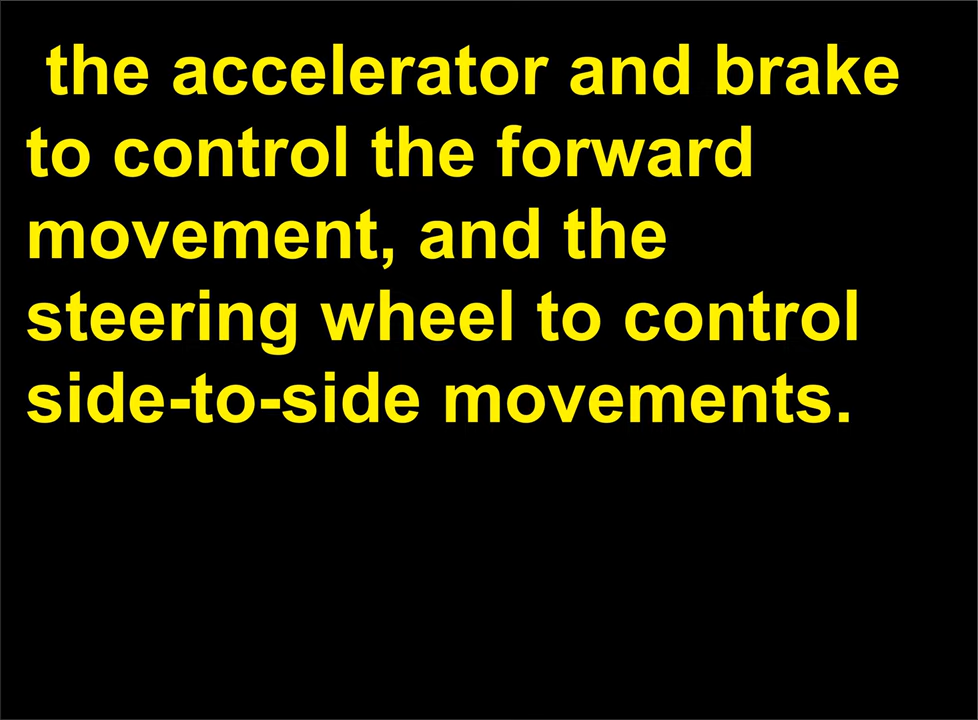 the accelerator and brake
to control the forward
movement, and the
steering wheel to control
side-to-side movements.